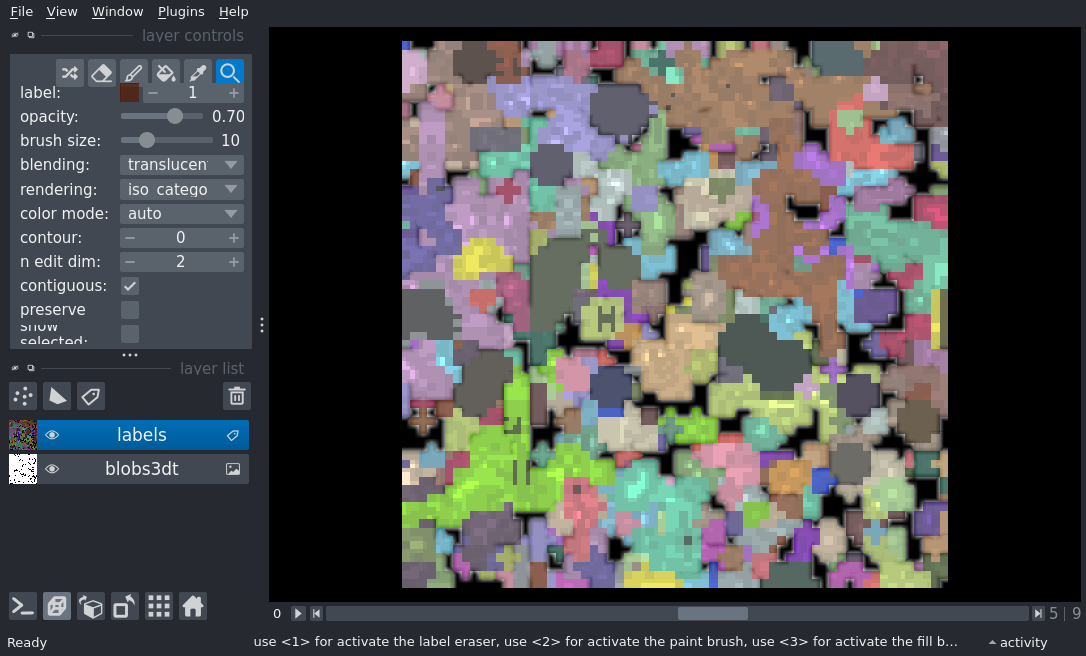 File View Window Plugins Help
layer controls
label: 1
opacity: 0.70
brush size: 10
blending: translucen
rendering: iso catego
color mode: auto
contour: 0
n edit dim: 2
contiguous:
preserve
show
selected:
layer list
labels
blobs3dt
0 5 | 9
Ready use <1> for activate the label eraser, use <2> for activate the paint brush, use <3> for activate the fill b... activity